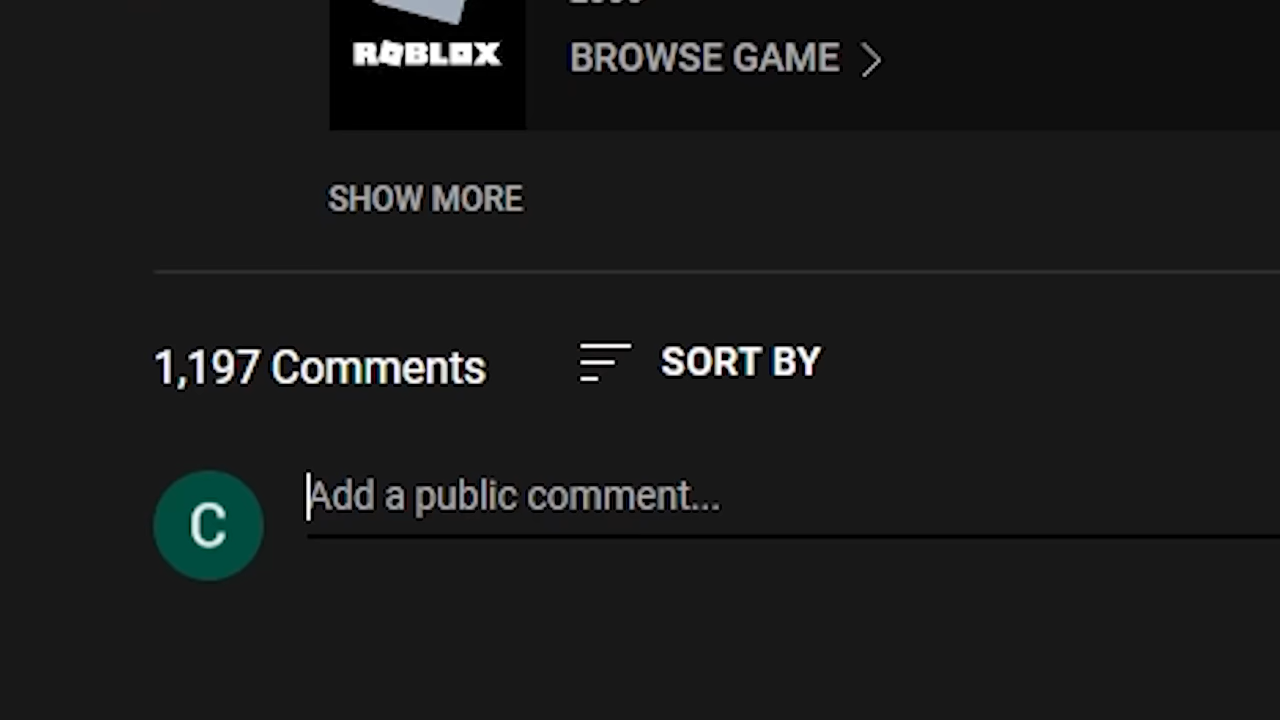 ROBLOX
BROWSE GAME
SHOW MORE
1,197 Comments
SORT BY
C
Add a public comment...